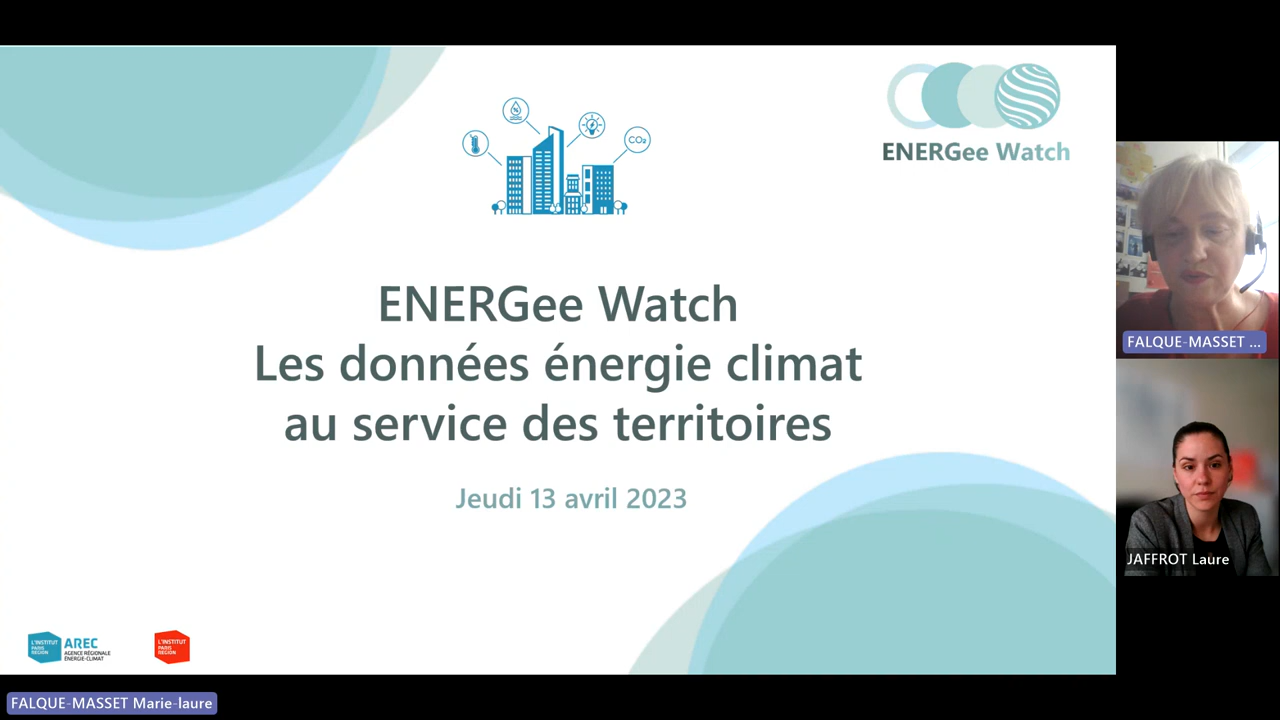 CO₂
ENERGee Watch
ENERGee Watch
Les données énergie climat
au service des territoires
Jeudi 13 avril 2023
L'INSTITUT
PARIS
REGION
AREC
AGENCE RÉGIONALE
ÉNERGIE-CLIMAT
L'INSTITUT
PARIS
REGION
FALQUE-MASSET ...
JAFFROT Laure
FALQUE-MASSET Marie-laure